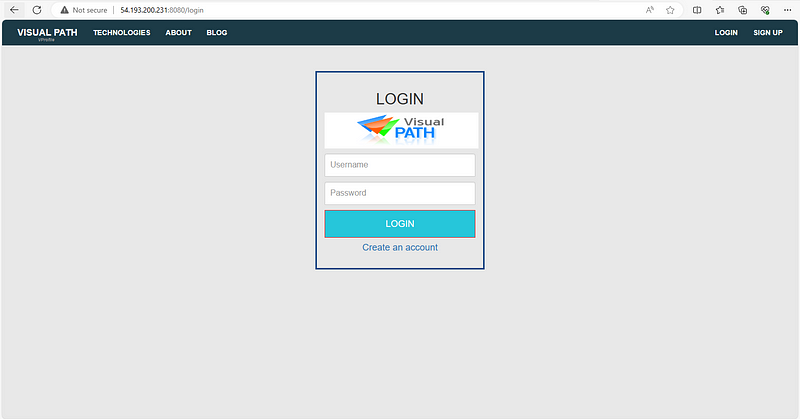 Not secure 54.193.200.231:8080/login
VISUAL PATH TECHNOLOGIES ABOUT BLOG LOGIN SIGN UP
VProfile
LOGIN
Visual
PATH
Username
Password
LOGIN
Create an account